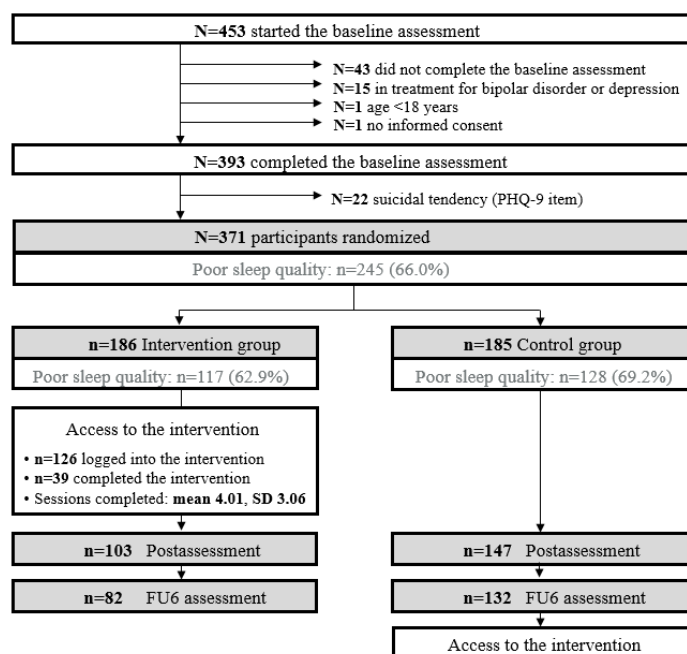 N=453 started the baseline assessment
N=43 did not complete the baseline assessment
N=15 in treatment for bipolar disorder or depression
N=1 age <18 years
N=1 no informed consent
N=393 completed the baseline assessment
N=22 suicidal tendency (PHQ-9 item)
N=371 participants randomized
Poor sleep quality: n=245 (66.0%)
n=186 Intervention group
Poor sleep quality: n=117 (62.9%)
n=185 Control group
Poor sleep quality: n=128 (69.2%)
Access to the intervention
• n=126 logged into the intervention
• n=39 completed the intervention
• Sessions completed: mean 4.01, SD 3.06
n=103 Postassessment
n=147 Postassessment
n=82 FU6 assessment
n=132 FU6 assessment
Access to the intervention